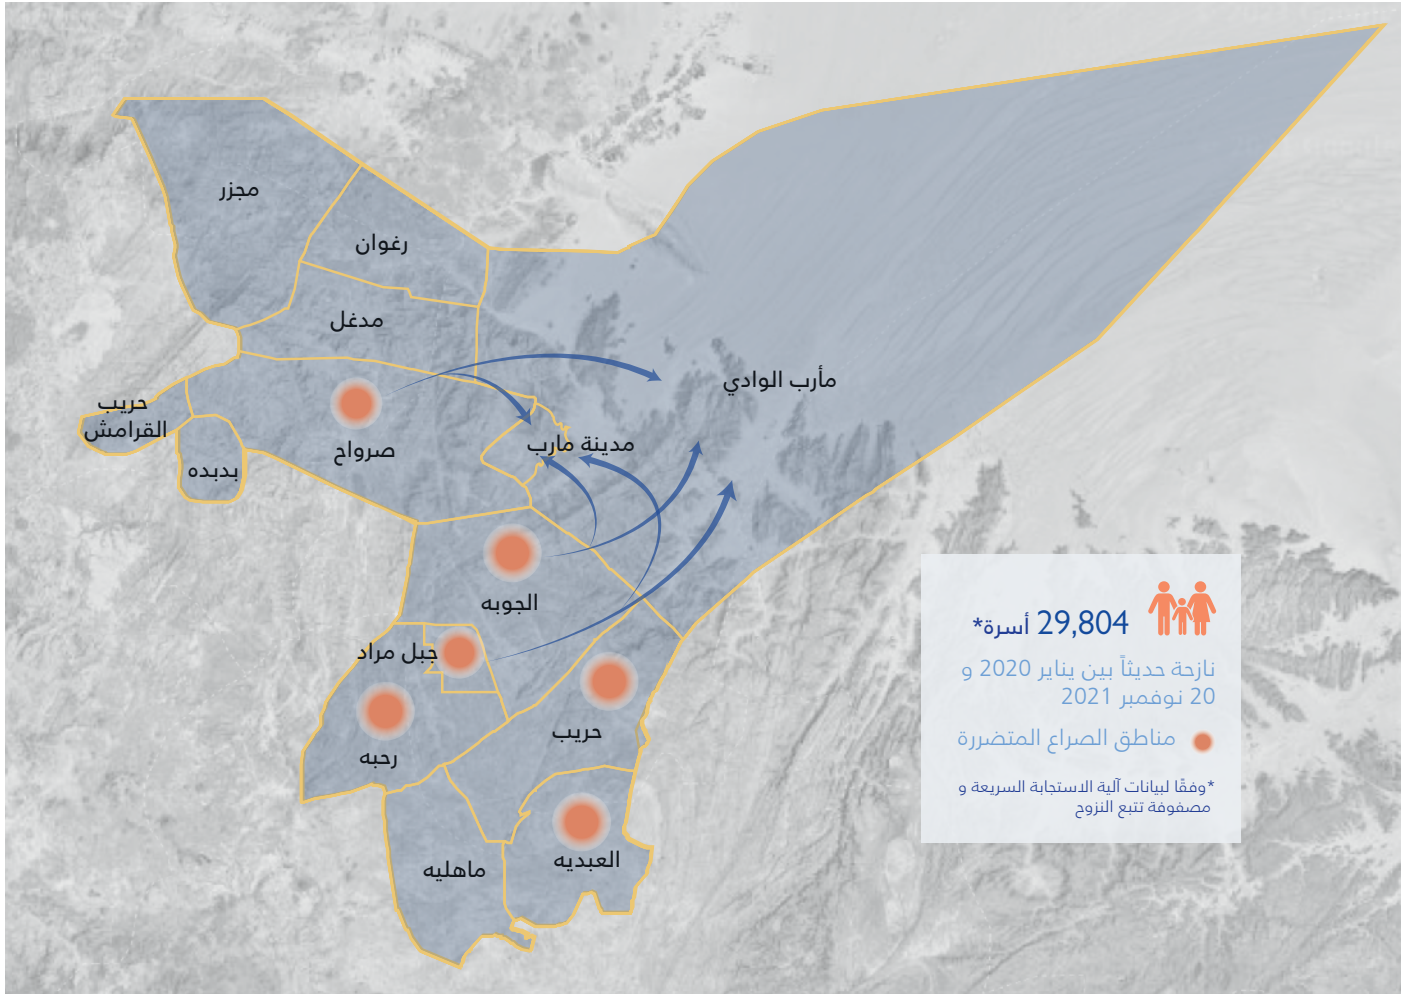 مجزر
رغوان
مدغل
مأرب الوادي
حريب
القرامش
صرواح
مدينة مارب
بدبده
الجوبه
جبل مراد
حريب
رحبه
العبديه
ماهليه
29,804 أسرة*
نازحة حديثاً بين يناير 2020 و
20 نوفمبر 2021
مناطق الصراع المتضررة
*وفقًا لبيانات آلية الاستجابة السريعة و
مصفوفة تتبع النزوح